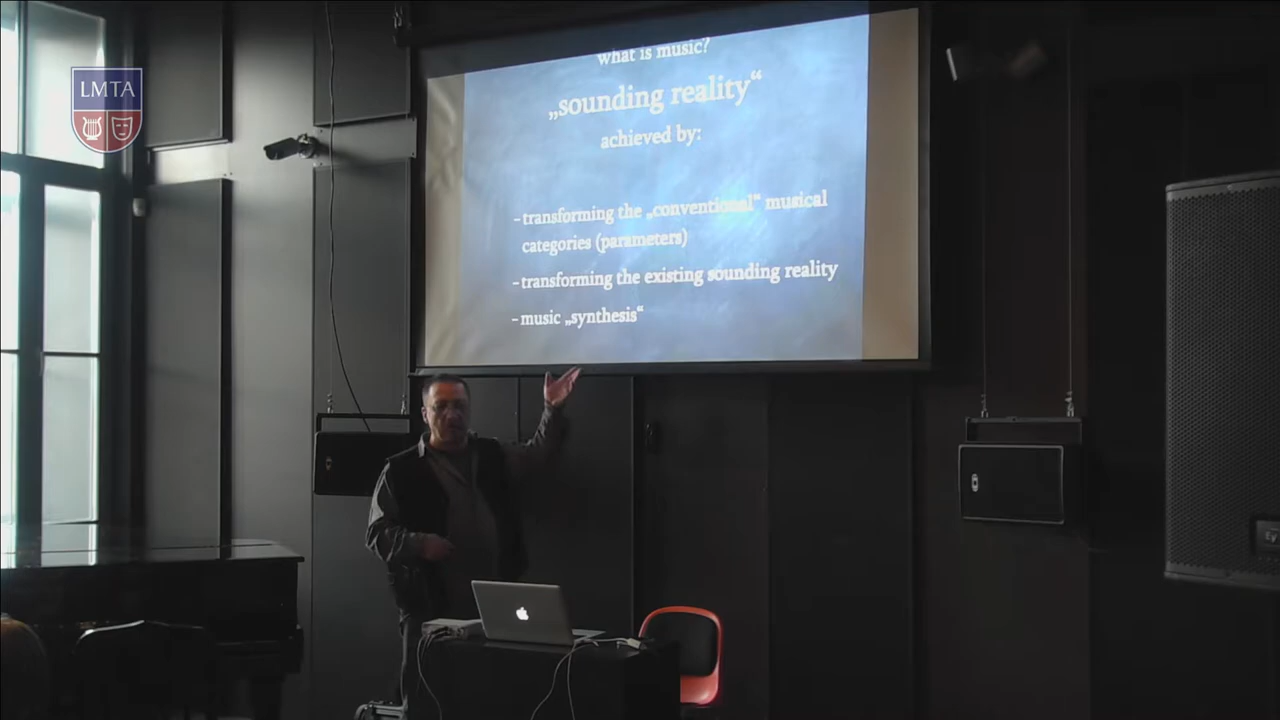 LMTA
what is music?
„sounding reality“
achieved by:
- transforming the „conventional“ musical
categories (parameters)
- transforming the existing sounding reality
- music „synthesis“